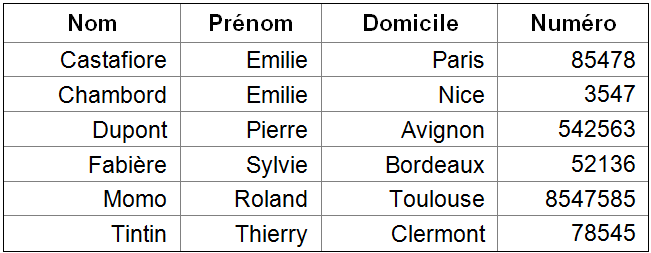 Nom Prénom Domicile Numéro
Castafiore Emilie Paris 85478
Chambord Emilie Nice 3547
Dupont Pierre Avignon 542563
Fabière Sylvie Bordeaux 52136
Momo Roland Toulouse 8547585
Tintin Thierry Clermont 78545